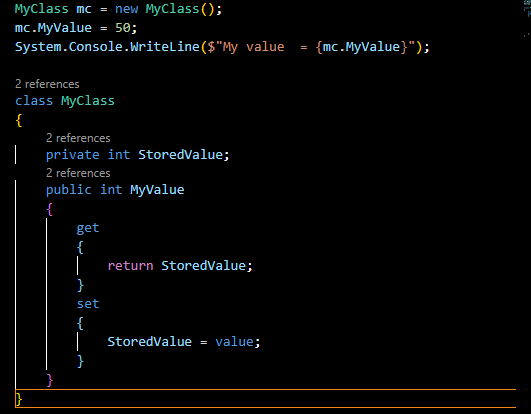 MyClass mc = new MyClass();
mc.MyValue = 50;
System.Console.WriteLine($"My value  = {mc.MyValue}");
2 references
class MyClass
{
2 references
private int StoredValue;
2 references
public int MyValue
{
get
{
return StoredValue;
}
set
{
StoredValue = value;
}
}
}